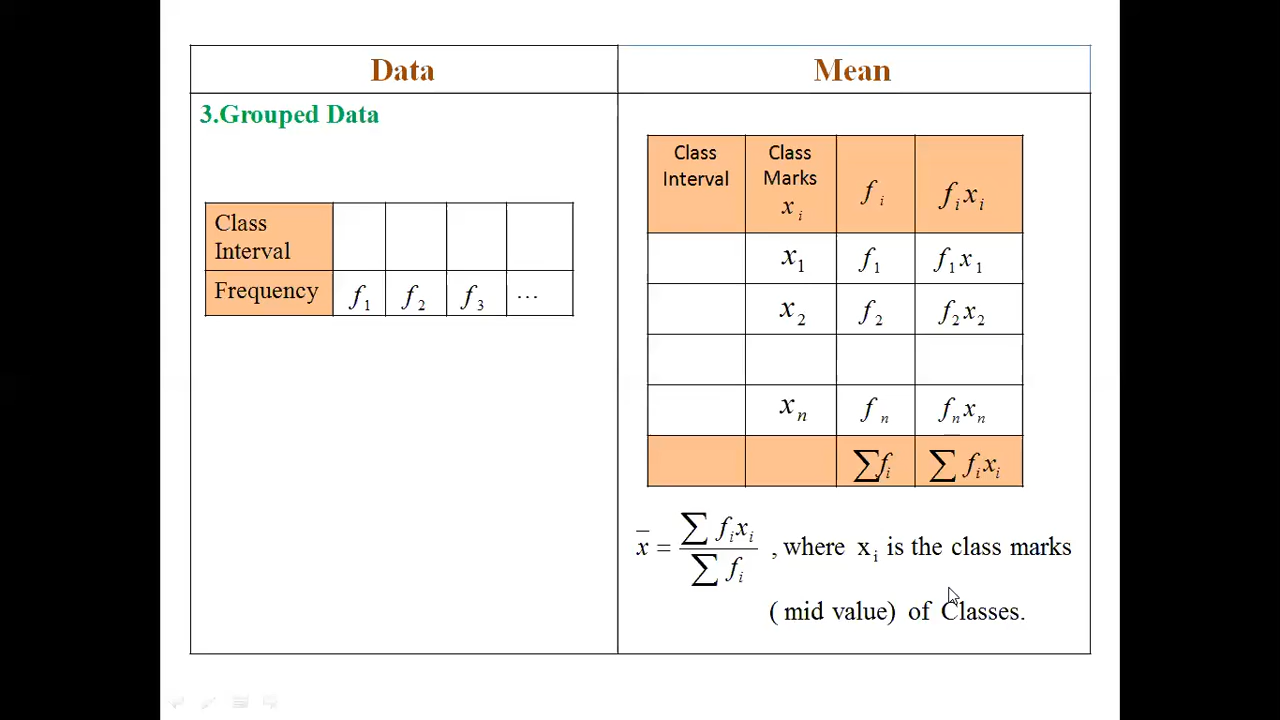 Data
Mean
3.Grouped Data
Class Interval
Frequency f₁ f₂ f₃ …
Class Interval Class Marks xᵢ fᵢ fᵢxᵢ
x₁ f₁ f₁x₁
x₂ f₂ f₂x₂
xₙ fₙ fₙxₙ
∑fᵢ ∑fᵢxᵢ
x̄ = ∑fᵢxᵢ / ∑fᵢ , where xᵢ is the class marks
( mid value) of Classes.